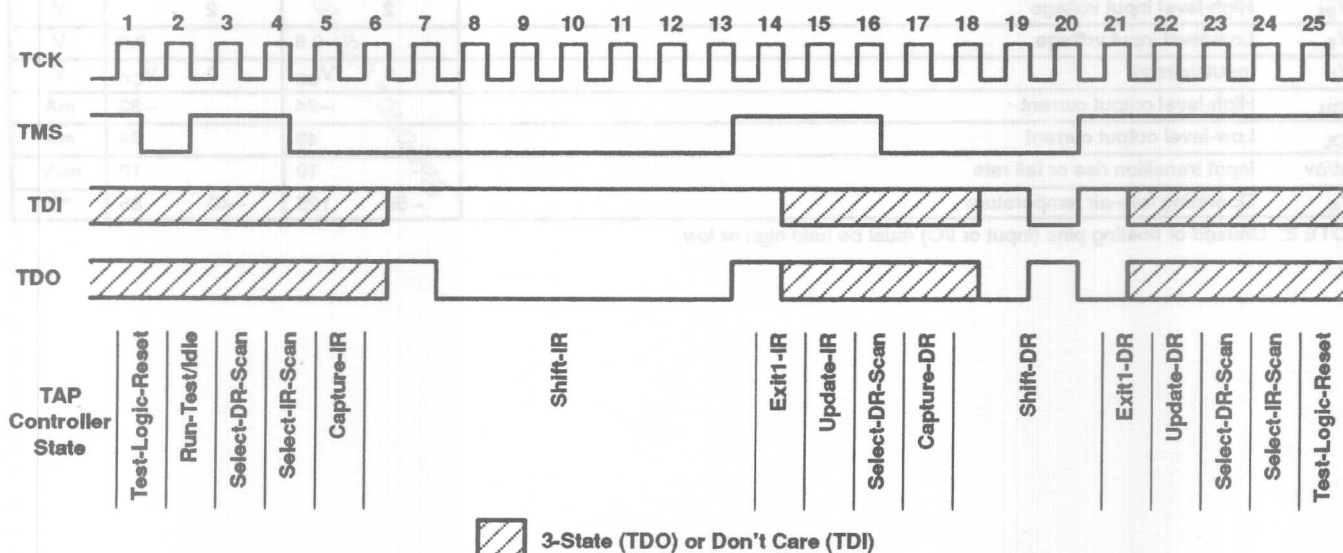 1 2 3 4 5 6 7 8 9 10 11 12 13 14 15 16 17 18 19 20 21 22 23 24 25
TCK
TMS
TDI
TDO
TAP
Controller
State
Test-Logic-Reset
Run-Test/Idle
Select-DR-Scan
Select-IR-Scan
Capture-IR
Shift-IR
Exit1-IR
Update-IR
Select-DR-Scan
Capture-DR
Shift-DR
Exit1-DR
Update-DR
Select-DR-Scan
Select-IR-Scan
Test-Logic-Reset
3-State (TDO) or Don't Care (TDI)